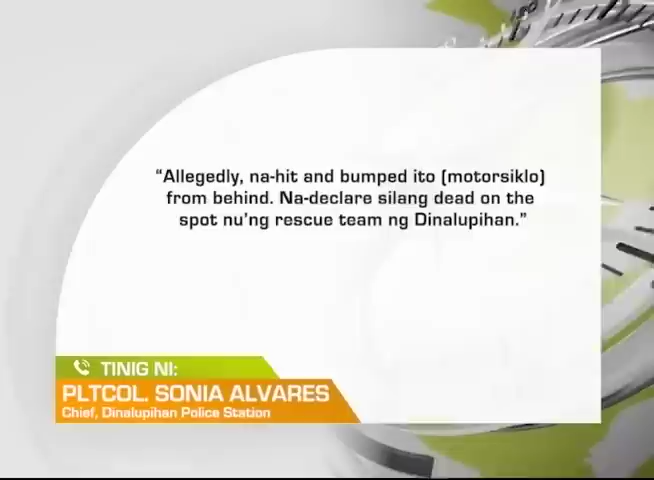 “Allegedly, na-hit and bumped ito (motorsiklo)
from behind. Na-declare silang dead on the
spot nu’ng rescue team ng Dinalupihan.”
TINIG NI:
PLTCOL. SONIA ALVARES
Chief, Dinalupihan Police Station